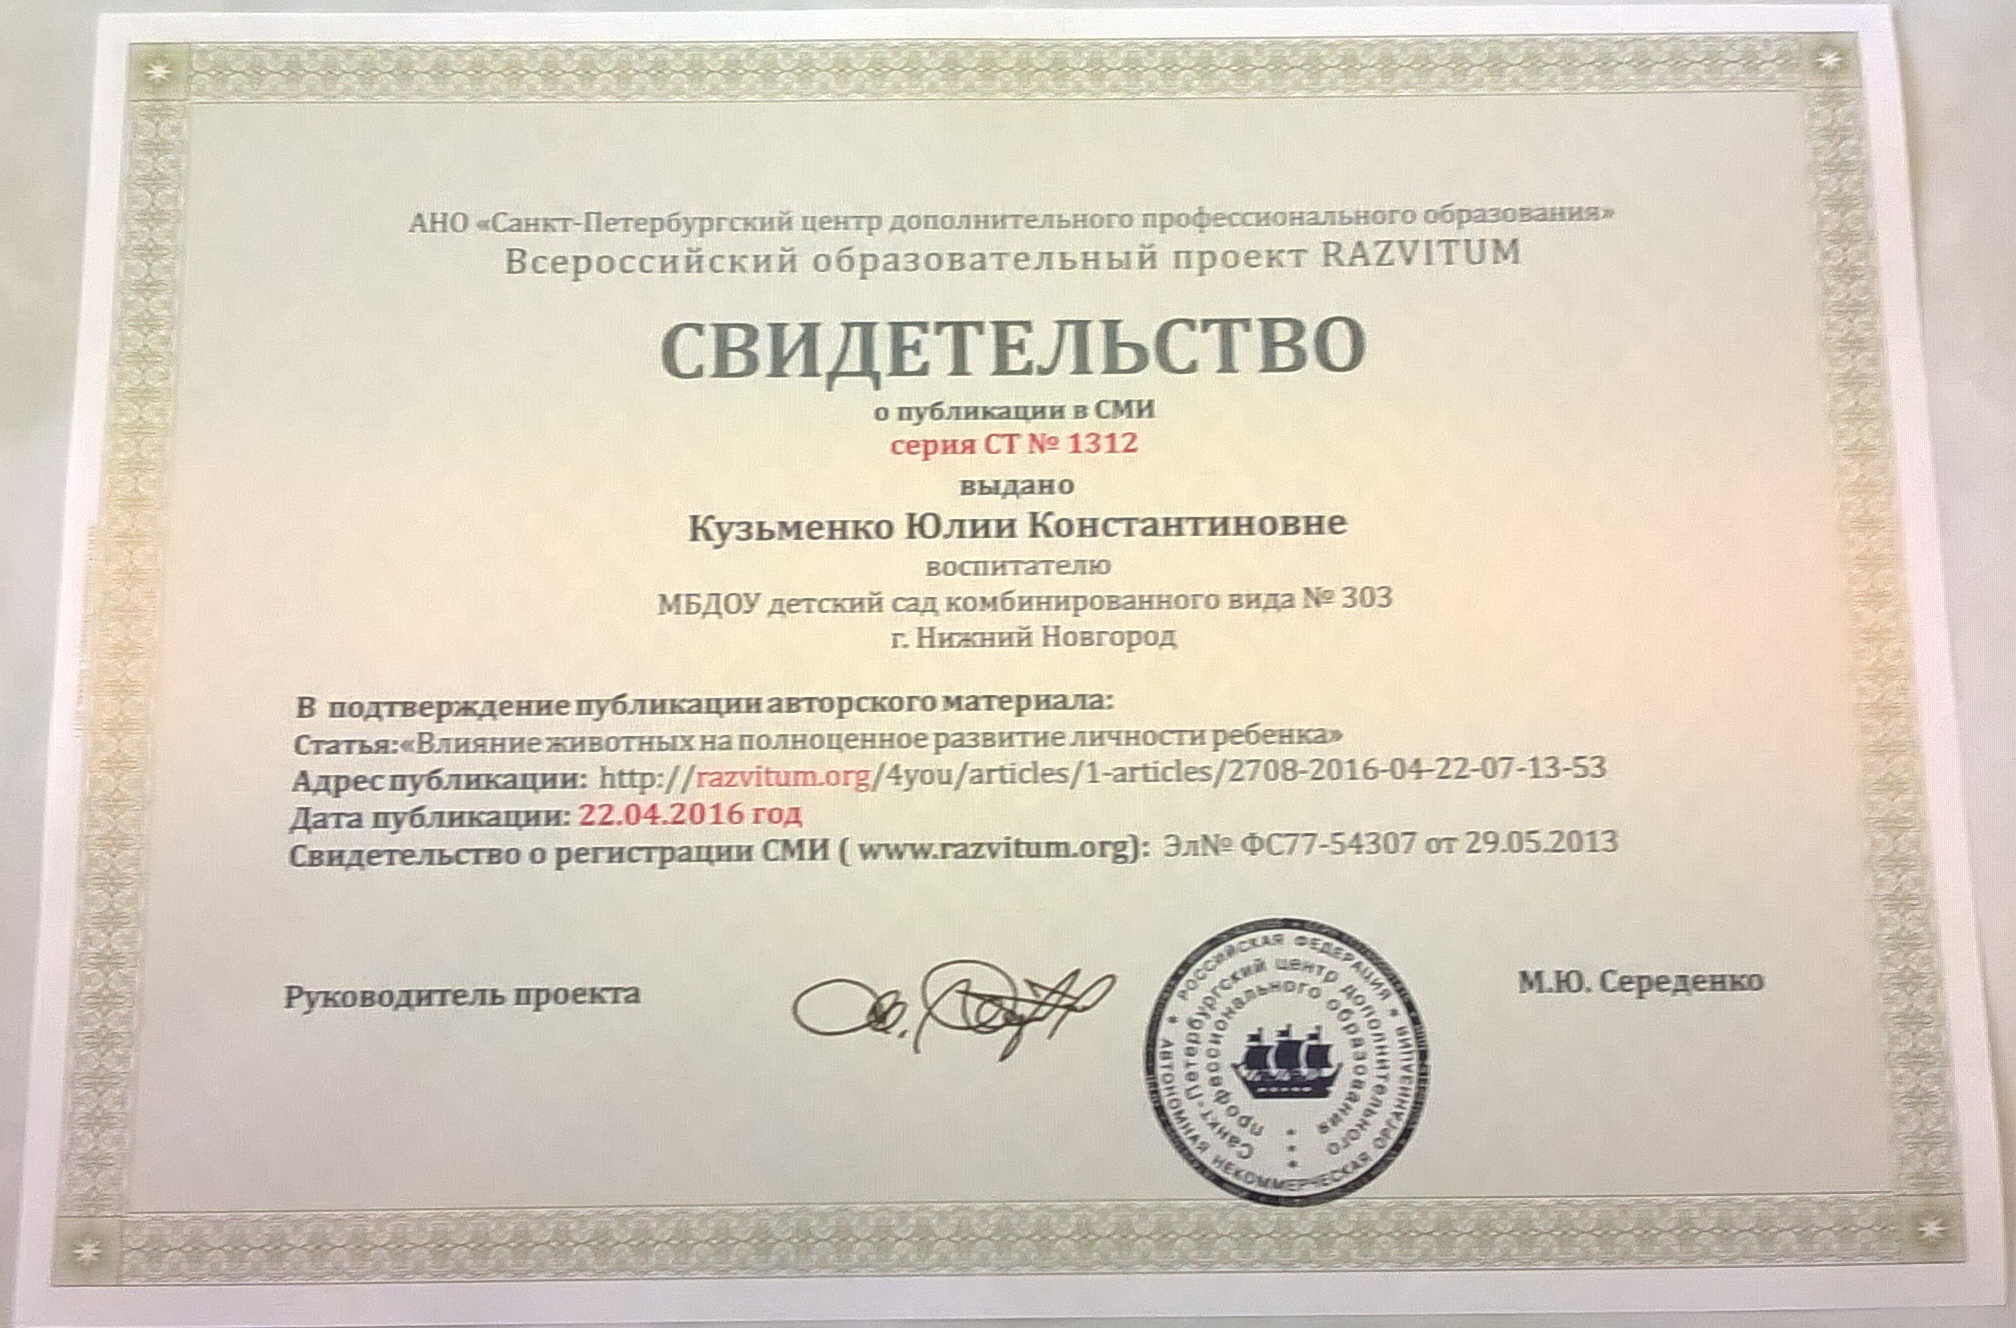 АНО «Санкт-Петербургский центр дополнительного профессионального образования»
Всероссийский образовательный проект RAZVITUM
СВИДЕТЕЛЬСТВО
о публикации в СМИ
серия СТ № 1312
выдано
Кузьменко Юлии Константиновне
воспитателю
МБДОУ детский сад комбинированного вида № 303
г. Нижний Новгород
В подтверждение публикации авторского материала:
Статья:«Влияние животных на полноценное развитие личности ребенка»
Адрес публикации: http://razvitum.org/4you/articles/1-articles/2708-2016-04-22-07-13-53
Дата публикации: 22.04.2016 год
Свидетельство о регистрации СМИ ( www.razvitum.org): Эл№ ФС77-54307 от 29.05.2013
Руководитель проекта
М.Ю. Середенко
РОССИЙСКАЯ ФЕДЕРАЦИЯ * АВТОНОМНАЯ НЕКОММЕРЧЕСКАЯ ОРГАНИЗАЦИЯ *
Санкт-Петербургский центр дополнительного
профессионального образования